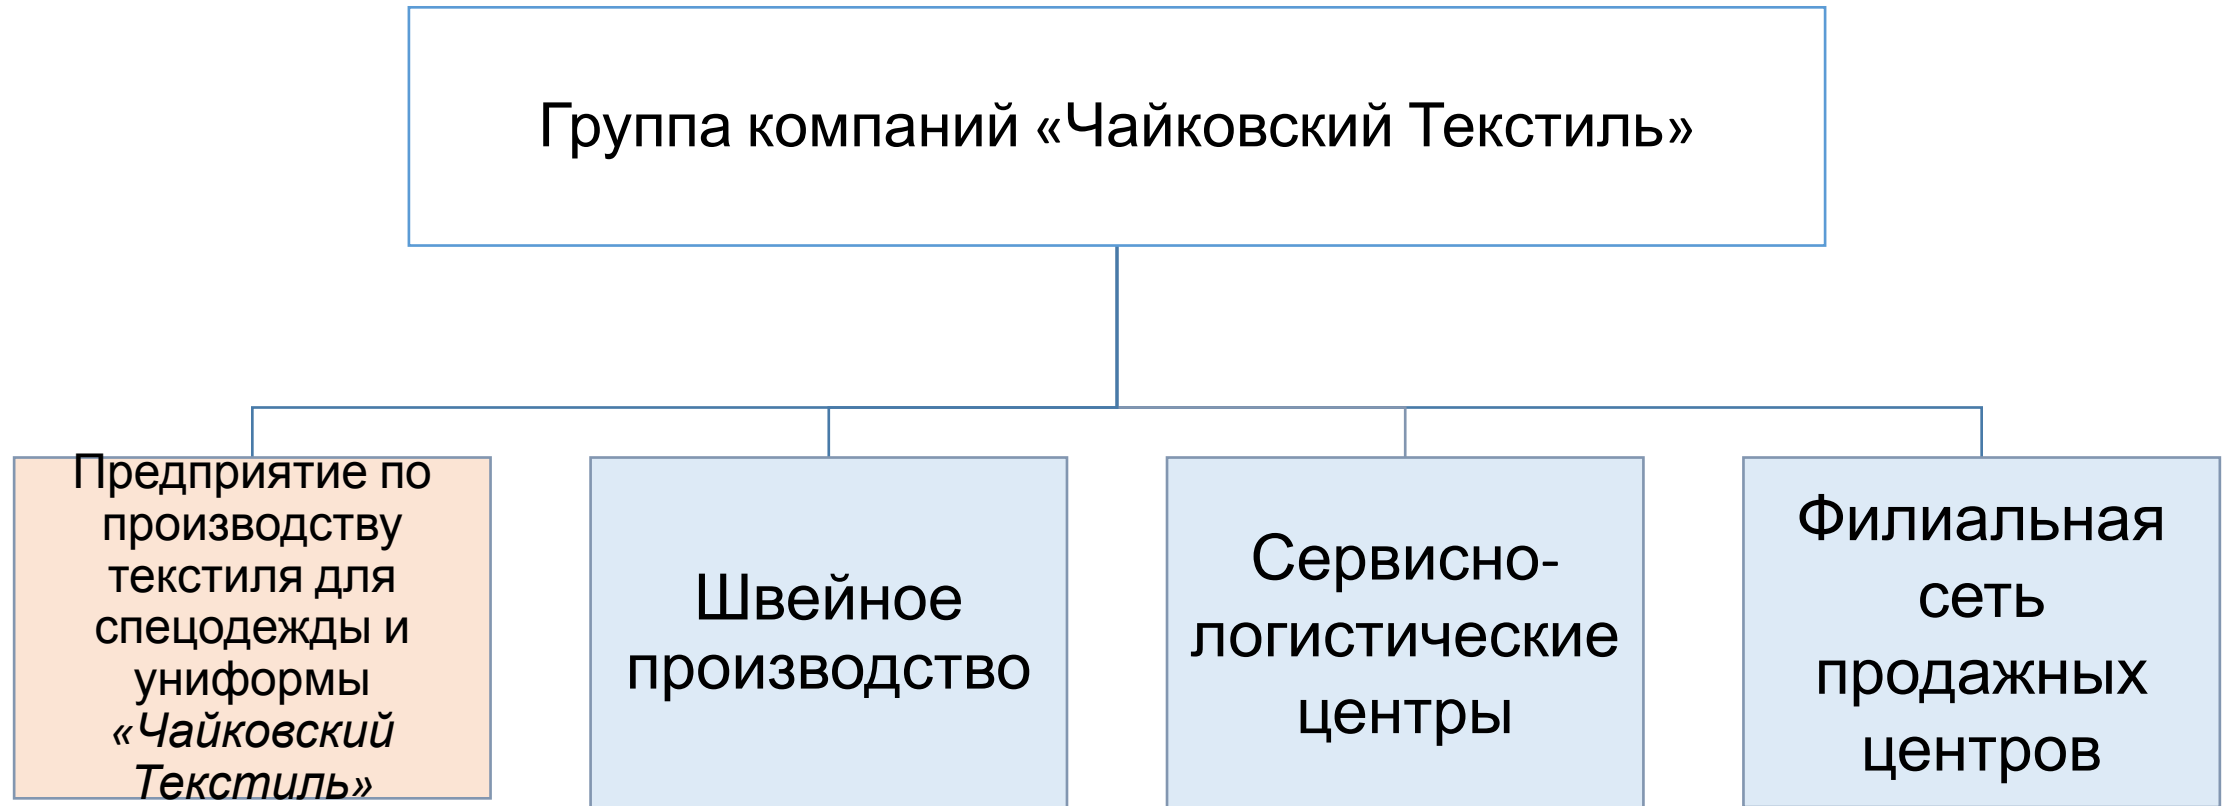 Группа компаний «Чайковский Текстиль»
Предприятие по
производству
текстиля для
спецодежды и
униформы
«Чайковский
Текстиль»
Швейное
производство
Сервисно-
логистические
центры
Филиальная
сеть
продажных
центров